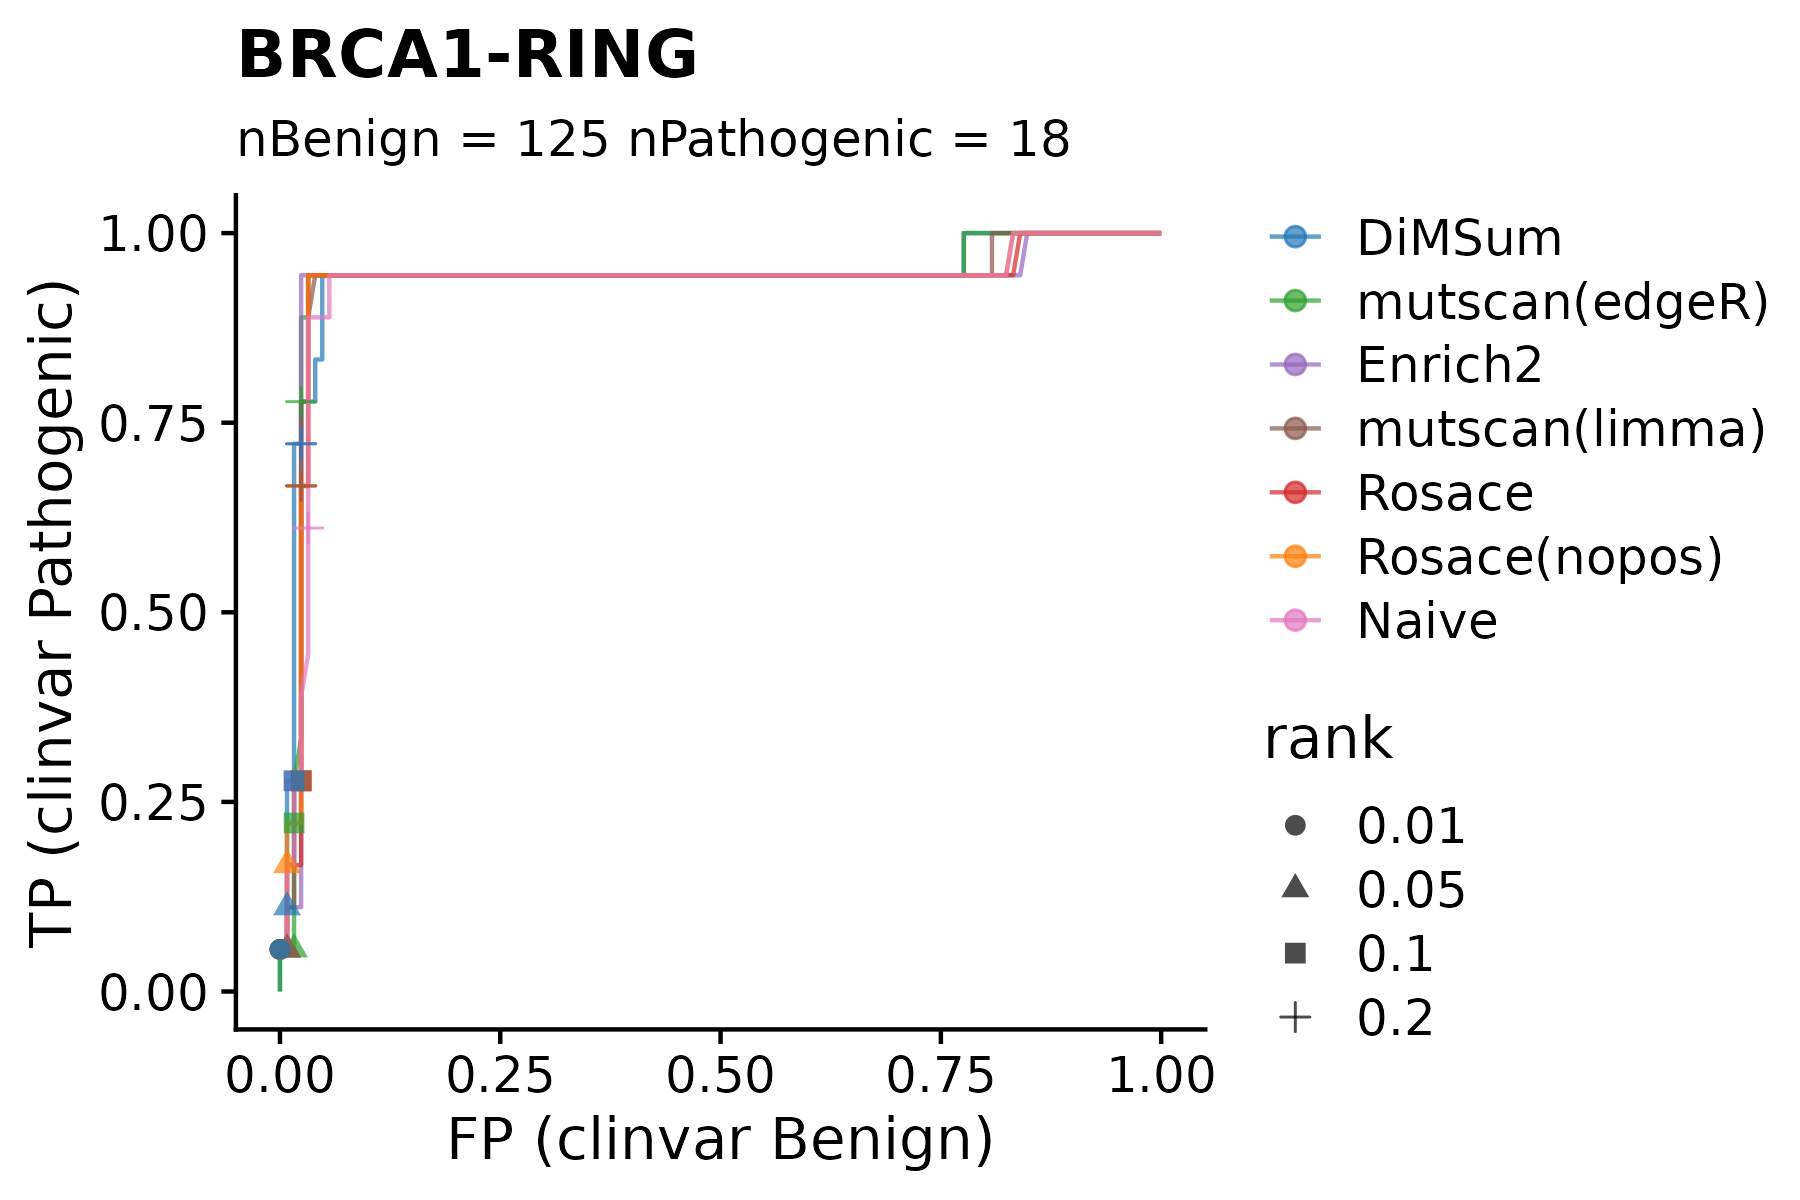 BRCA1-RING
nBenign = 125 nPathogenic = 18
TP (clinvar Pathogenic)
1.00
0.75
0.50
0.25
0.00
0.00 0.25 0.50 0.75 1.00
FP (clinvar Benign)
DiMSum
mutscan(edgeR)
Enrich2
mutscan(limma)
Rosace
Rosace(nopos)
Naive
rank
0.01
0.05
0.1
0.2